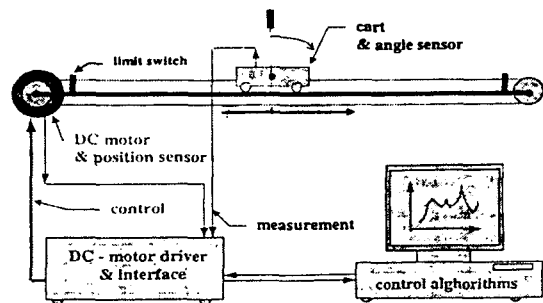 cart
& angle sensor
limit switch
DC motor
& position sensor
control
measurement
DC - motor driver
& interface
control alghorithms